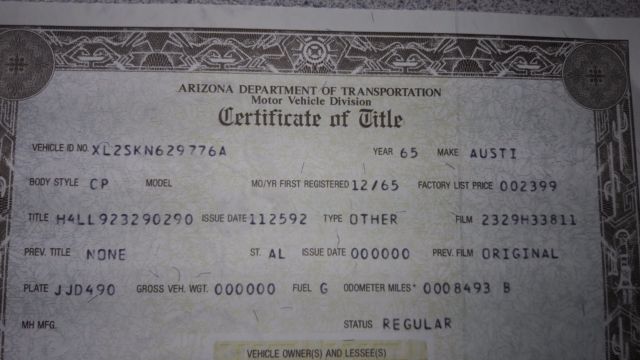 ARIZONA DEPARTMENT OF TRANSPORTATION
Motor Vehicle Division
Certificate of Title
VEHICLE ID NO. XL2SKN629776A YEAR 65 MAKE AUSTI
BODY STYLE CP MODEL MO/YR FIRST REGISTERED 12/65 FACTORY LIST PRICE 002399
TITLE H4LL923290290 ISSUE DATE 112592 TYPE OTHER FILM 2329H33811
PREV. TITLE NONE ST. AL ISSUE DATE 000000 PREV. FILM ORIGINAL
PLATE JJD490 GROSS VEH. WGT. 000000 FUEL G ODOMETER MILES* 0008493 B
MH MFG. STATUS REGULAR
VEHICLE OWNER(S) AND LESSEE(S)